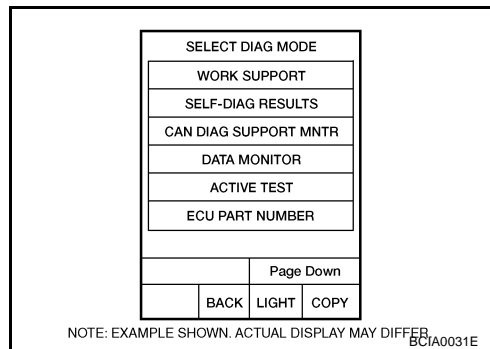 SELECT DIAG MODE
WORK SUPPORT
SELF-DIAG RESULTS
CAN DIAG SUPPORT MNTR
DATA MONITOR
ACTIVE TEST
ECU PART NUMBER
Page Down
BACK LIGHT COPY
NOTE: EXAMPLE SHOWN. ACTUAL DISPLAY MAY DIFFER.
BCIA0031E